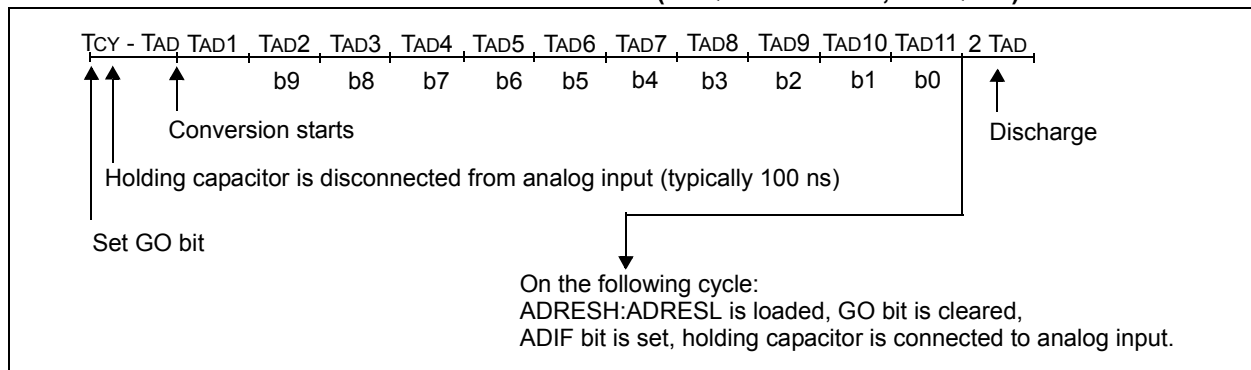 TCY - TAD TAD1 TAD2 TAD3 TAD4 TAD5 TAD6 TAD7 TAD8 TAD9 TAD10 TAD11 2 TAD
b9 b8 b7 b6 b5 b4 b3 b2 b1 b0
Conversion starts
Discharge
Holding capacitor is disconnected from analog input (typically 100 ns)
Set GO bit
On the following cycle:
ADRESH:ADRESL is loaded, GO bit is cleared,
ADIF bit is set, holding capacitor is connected to analog input.